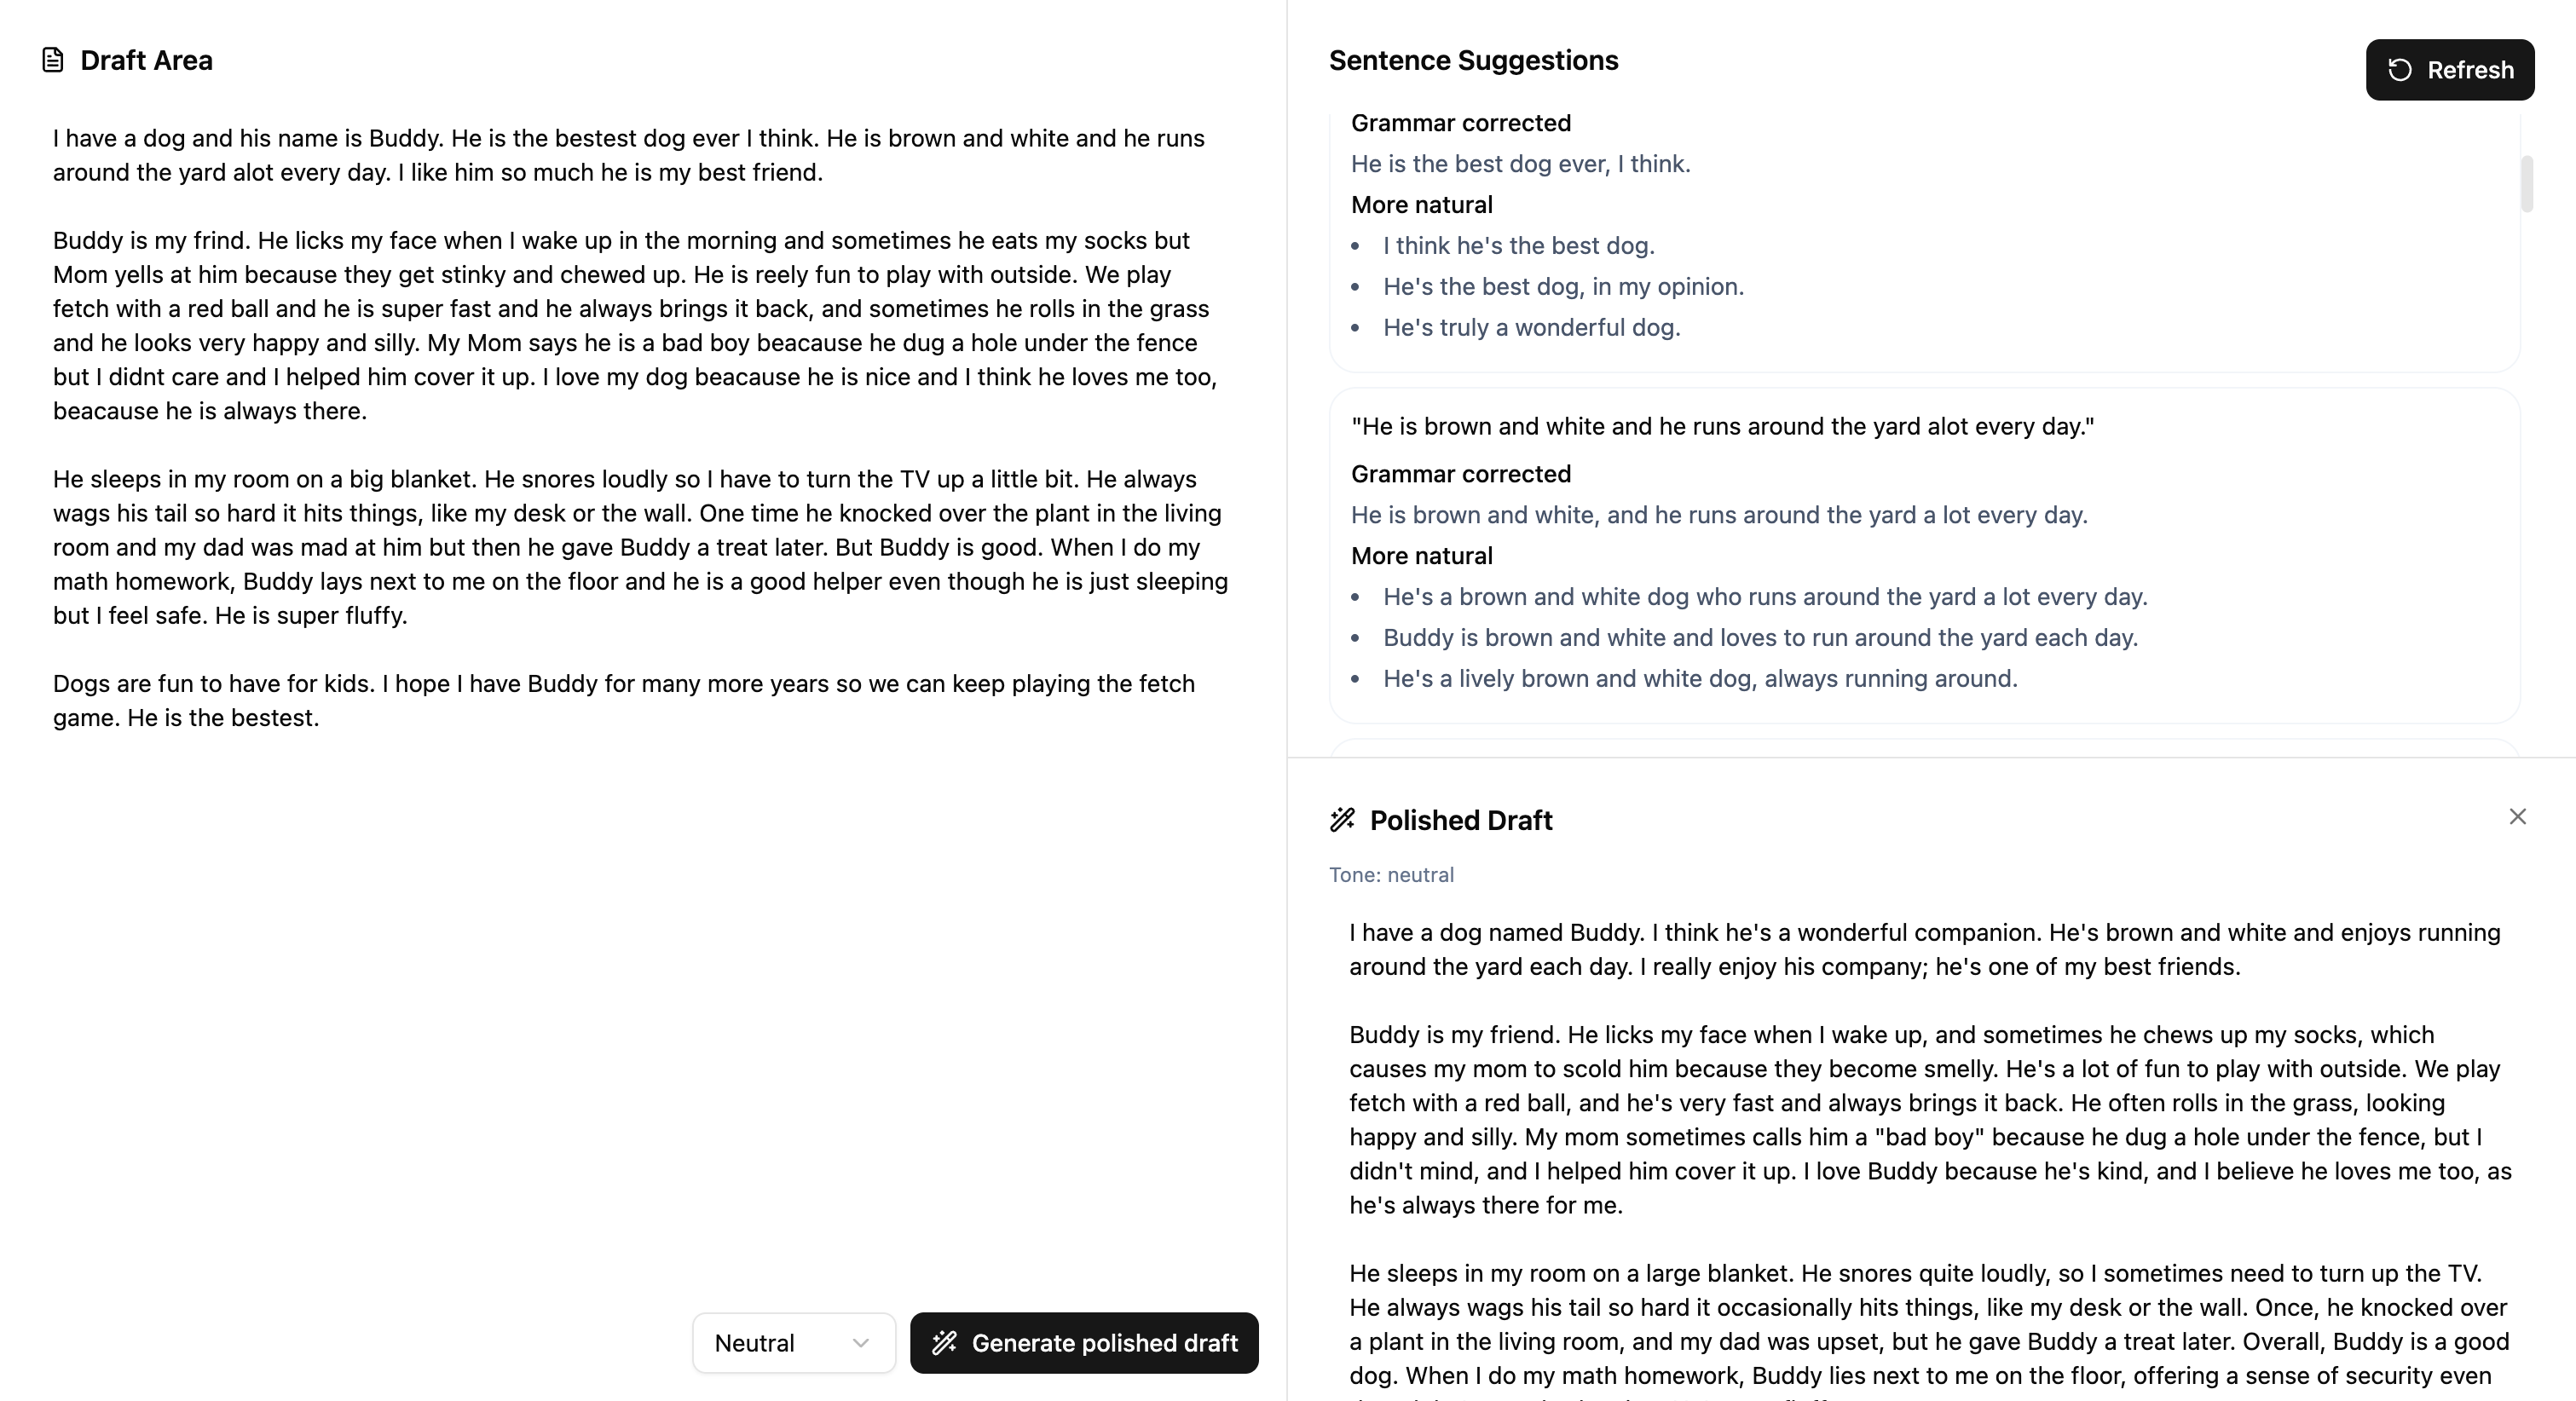 Draft Area
I have a dog and his name is Buddy. He is the bestest dog ever I think. He is brown and white and he runs
around the yard alot every day. I like him so much he is my best friend.
Buddy is my frind. He licks my face when I wake up in the morning and sometimes he eats my socks but
Mom yells at him because they get stinky and chewed up. He is reely fun to play with outside. We play
fetch with a red ball and he is super fast and he always brings it back, and sometimes he rolls in the grass
and he looks very happy and silly. My Mom says he is a bad boy beacause he dug a hole under the fence
but I didnt care and I helped him cover it up. I love my dog beacause he is nice and I think he loves me too,
beacause he is always there.
He sleeps in my room on a big blanket. He snores loudly so I have to turn the TV up a little bit. He always
wags his tail so hard it hits things, like my desk or the wall. One time he knocked over the plant in the living
room and my dad was mad at him but then he gave Buddy a treat later. But Buddy is good. When I do my
math homework, Buddy lays next to me on the floor and he is a good helper even though he is just sleeping
but I feel safe. He is super fluffy.
Dogs are fun to have for kids. I hope I have Buddy for many more years so we can keep playing the fetch
game. He is the bestest.
Neutral
Generate polished draft
Sentence Suggestions
Refresh
Grammar corrected
He is the best dog ever, I think.
More natural
• I think he's the best dog.
• He's the best dog, in my opinion.
• He's truly a wonderful dog.
"He is brown and white and he runs around the yard alot every day."
Grammar corrected
He is brown and white, and he runs around the yard a lot every day.
More natural
• He's a brown and white dog who runs around the yard a lot every day.
• Buddy is brown and white and loves to run around the yard each day.
• He's a lively brown and white dog, always running around.
Polished Draft
Tone: neutral
I have a dog named Buddy. I think he's a wonderful companion. He's brown and white and enjoys running
around the yard each day. I really enjoy his company; he's one of my best friends.
Buddy is my friend. He licks my face when I wake up, and sometimes he chews up my socks, which
causes my mom to scold him because they become smelly. He's a lot of fun to play with outside. We play
fetch with a red ball, and he's very fast and always brings it back. He often rolls in the grass, looking
happy and silly. My mom sometimes calls him a "bad boy" because he dug a hole under the fence, but I
didn't mind, and I helped him cover it up. I love Buddy because he's kind, and I believe he loves me too, as
he's always there for me.
He sleeps in my room on a large blanket. He snores quite loudly, so I sometimes need to turn up the TV.
He always wags his tail so hard it occasionally hits things, like my desk or the wall. Once, he knocked over
a plant in the living room, and my dad was upset, but he gave Buddy a treat later. Overall, Buddy is a good
dog. When I do my math homework, Buddy lies next to me on the floor, offering a sense of security even